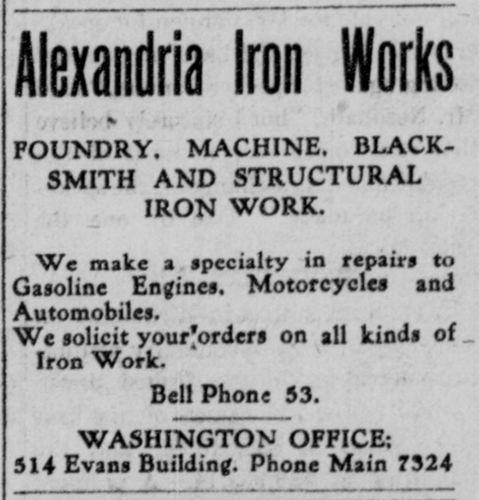 Alexandria Iron Works
FOUNDRY, MACHINE, BLACK-
SMITH AND STRUCTURAL
IRON WORK.
We make a specialty in repairs to
Gasoline Engines, Motorcycles and
Automobiles.
We solicit your orders on all kinds of
Iron Work.
Bell Phone 53.
WASHINGTON OFFICE:
514 Evans Building. Phone Main 7324